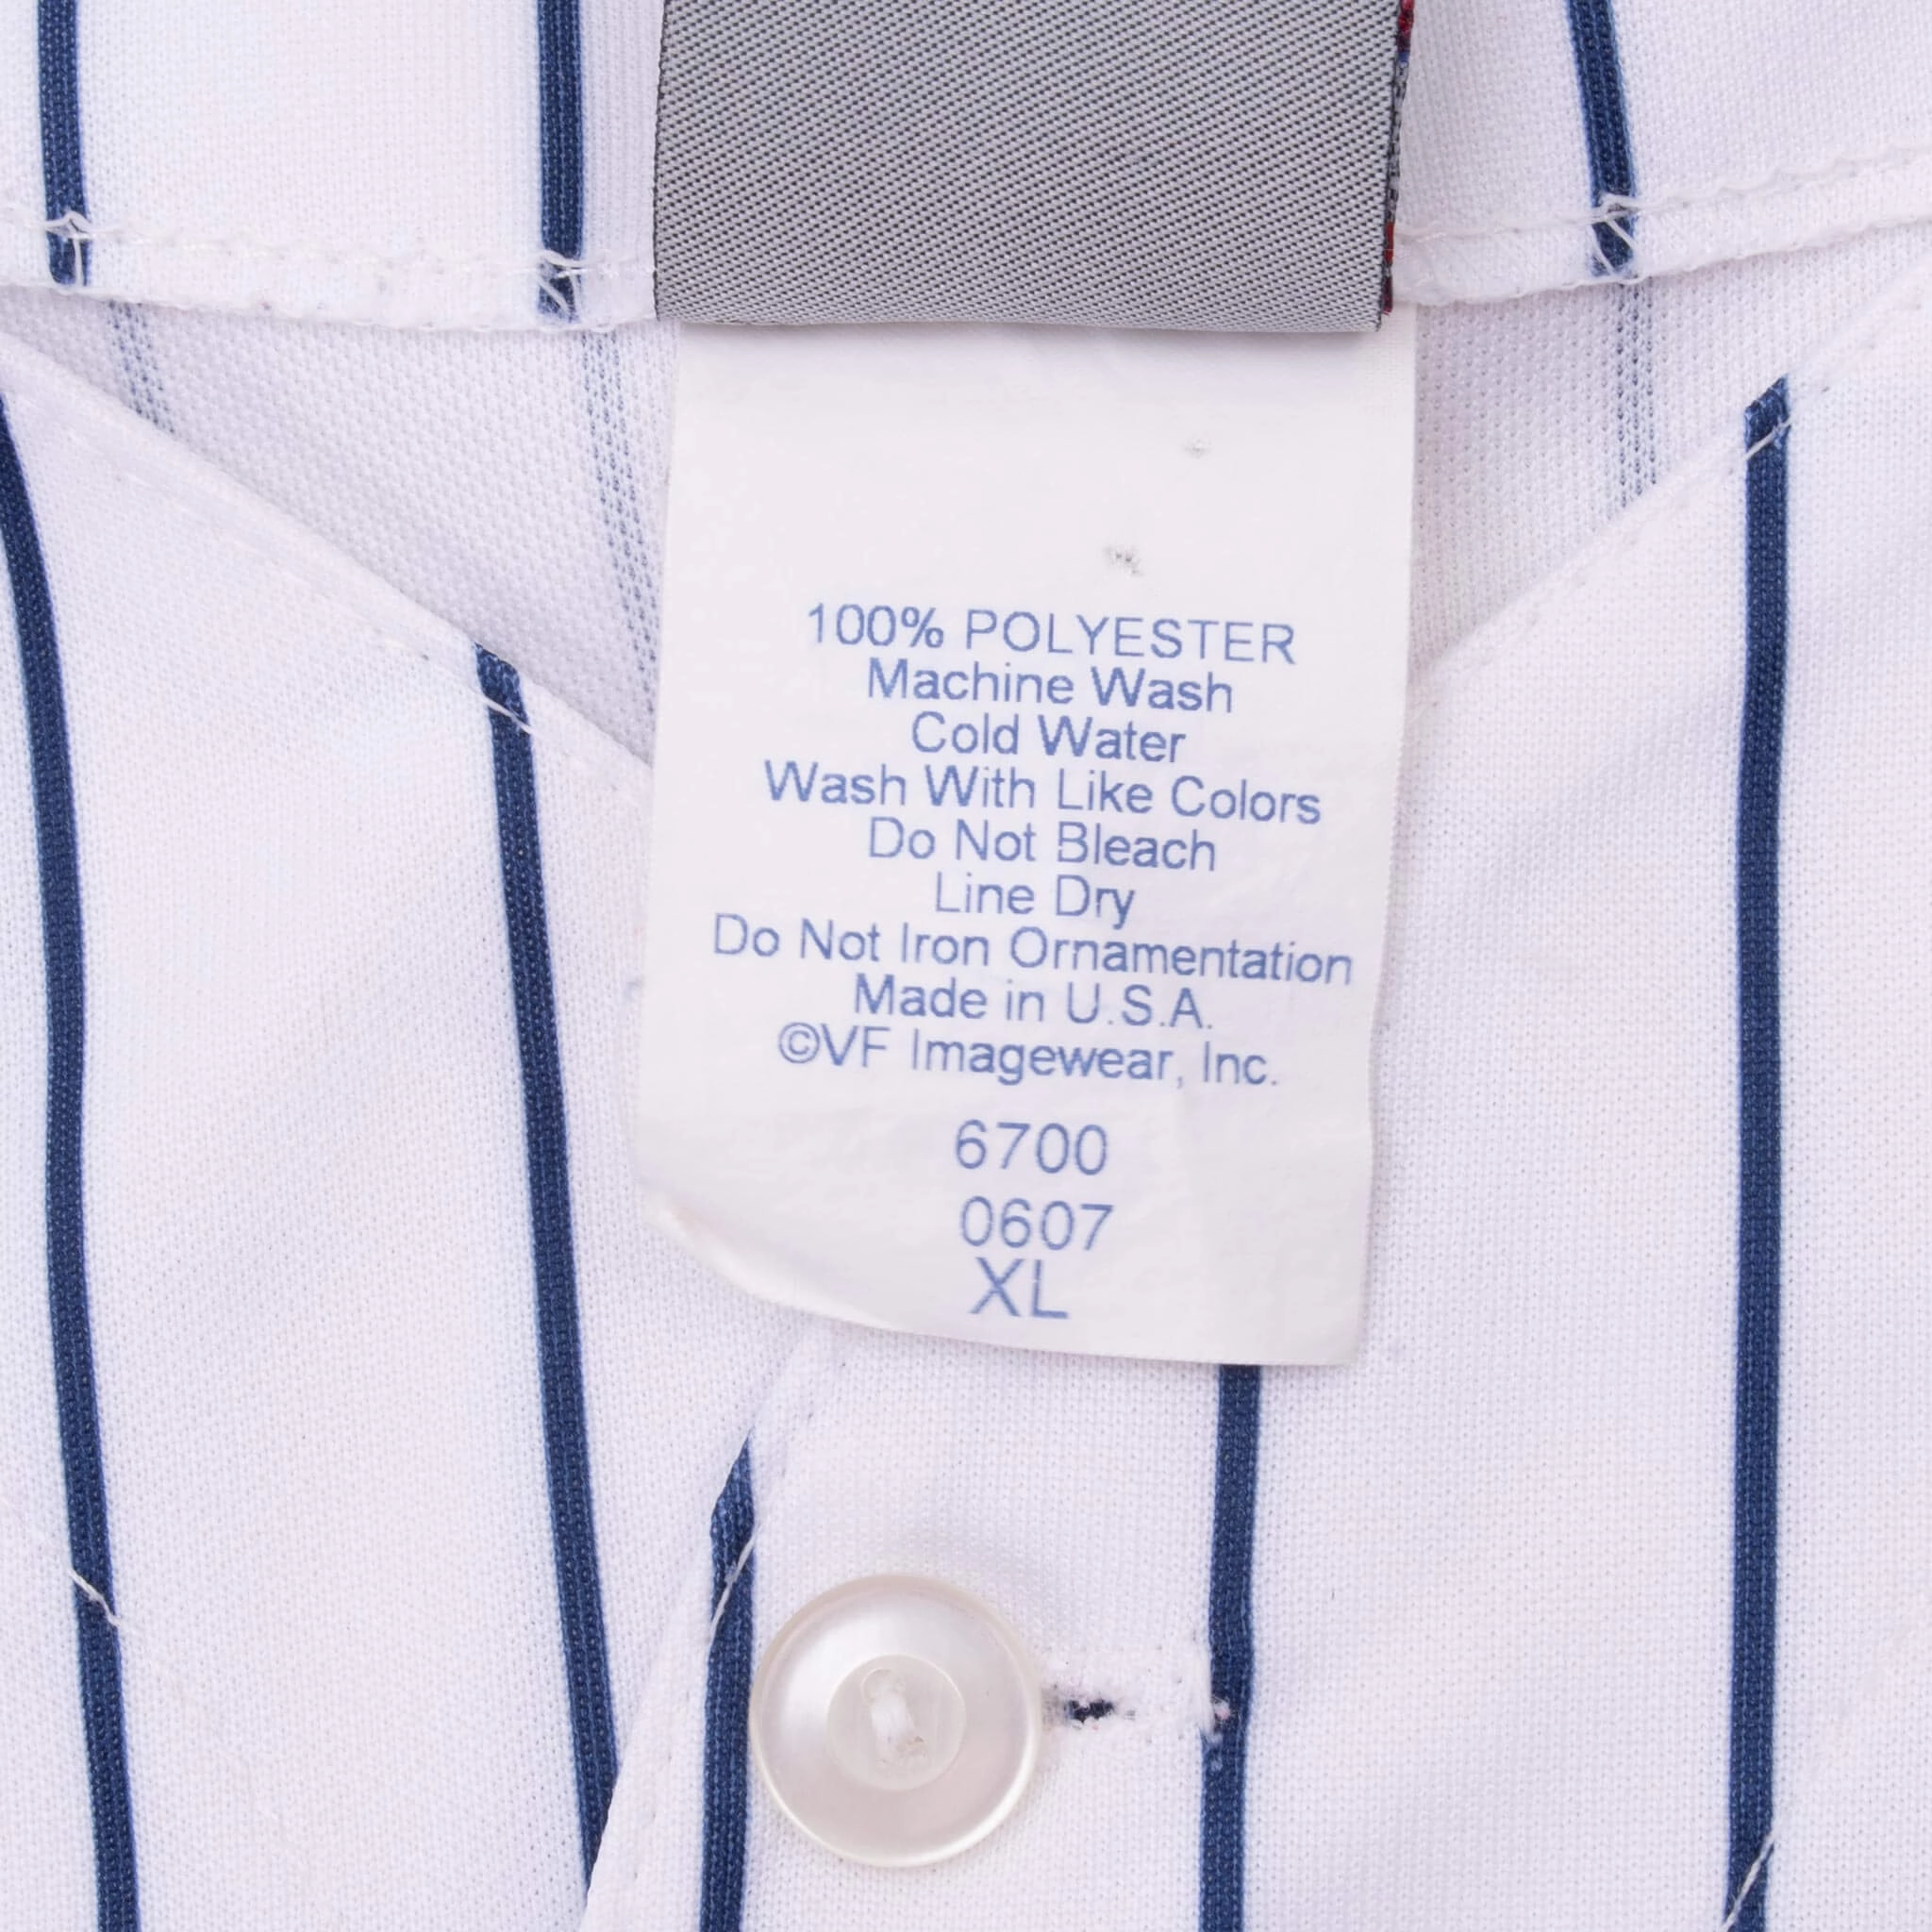 100% POLYESTER
Machine Wash
Cold Water
Wash With Like Colors
Do Not Bleach
Line Dry
Do Not Iron Ornamentation
Made in U.S.A.
©VF Imagewear, Inc.
6700
0607
XL